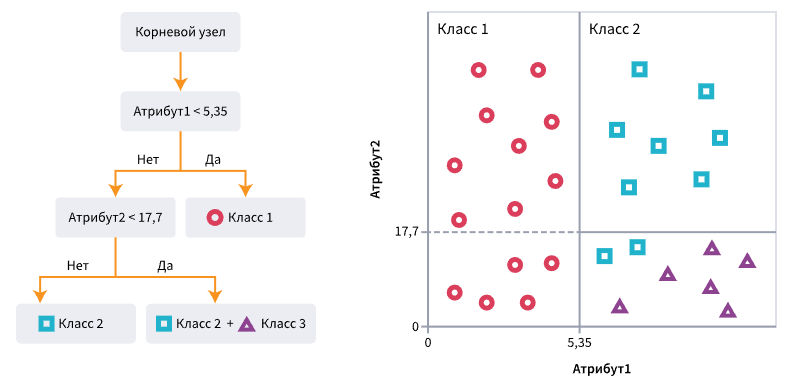 Корневой узел
Атрибут1 < 5,35
Нет
Да
Атрибут2 < 17,7
Класс 1
Нет
Да
Класс 2
Класс 2 + Класс 3
Класс 1
Класс 2
Атрибут2
17,7
0
0
5,35
Атрибут1